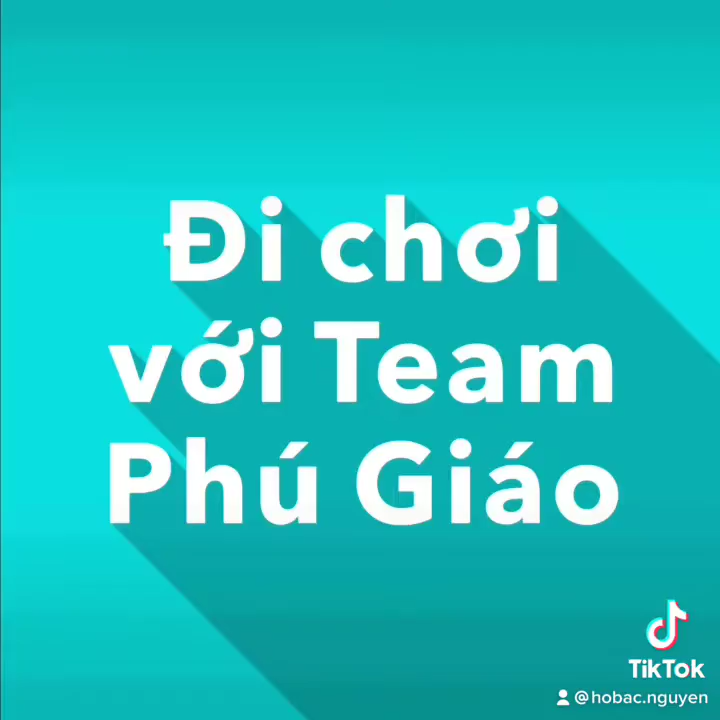 Đi chơi
với Team
Phú Giáo
TikTok
@hobac.nguyen